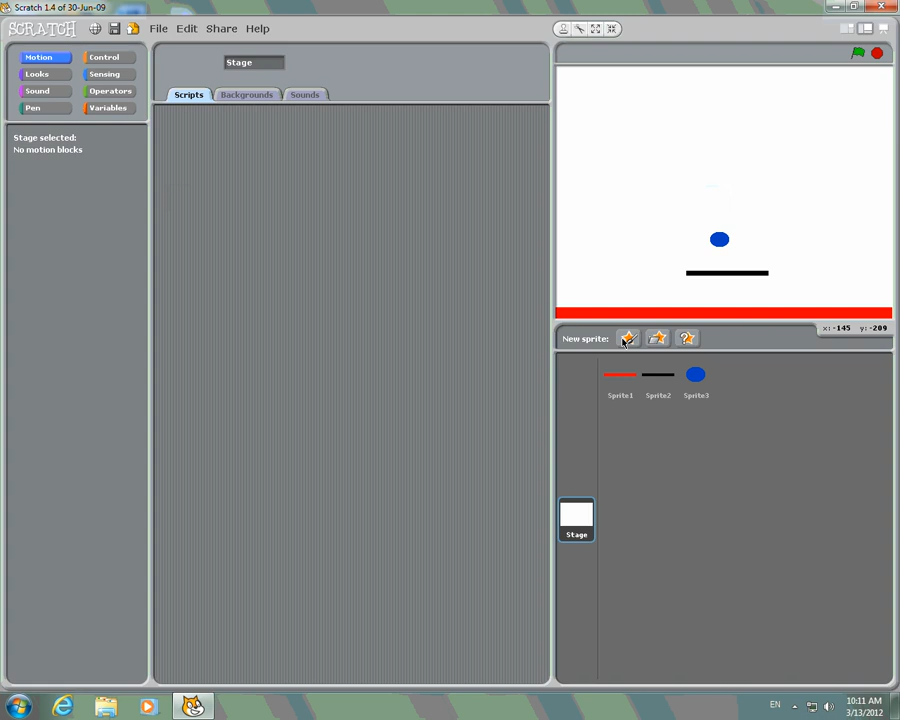 Scratch 1.4 of 30-Jun-09
SCRATCH
File Edit Share Help
Motion Control
Looks Sensing
Sound Operators
Pen Variables
Stage selected:
No motion blocks
Stage
Scripts Backgrounds Sounds
x: -145 y: -209
New sprite:
Sprite1 Sprite2 Sprite3
Stage
EN
10:11 AM
3/13/2012